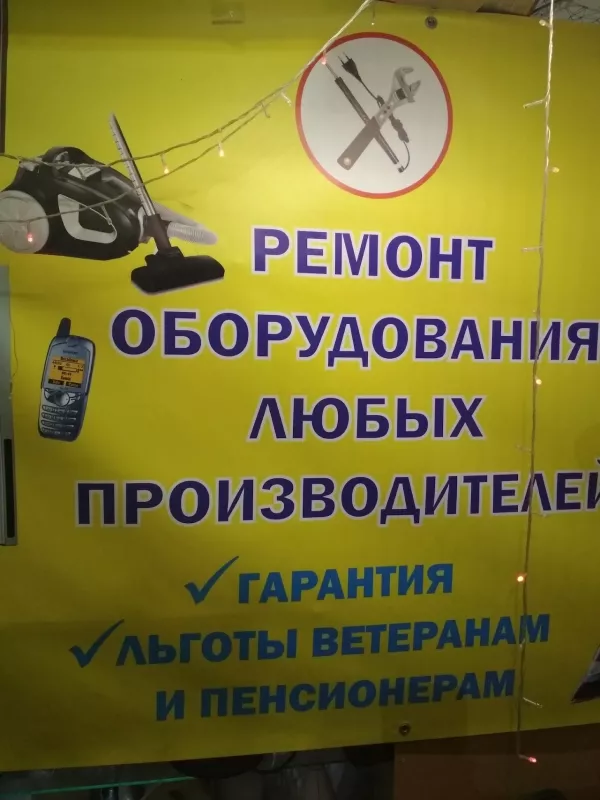 РЕМОНТ
ОБОРУДОВАНИЯ
ЛЮБЫХ
ПРОИЗВОДИТЕЛЕЙ
✓ГАРАНТИЯ
✓ЛЬГОТЫ ВЕТЕРАНАМ
И ПЕНСИОНЕРАМ